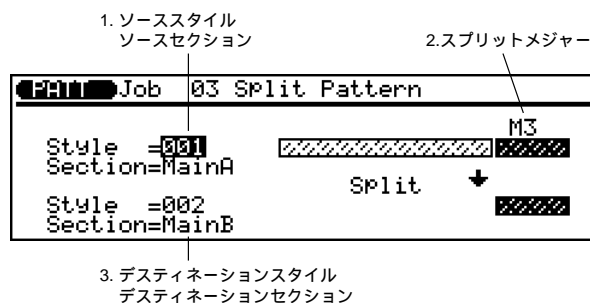 1. ソーススタイル
ソースセクション
2.スプリットメジャー
PATT Job 03 Split Pattern
M3
Style =001
Section=MainA
Split
Style =002
Section=MainB
3. デスティネーションスタイル
デスティネーションセクション